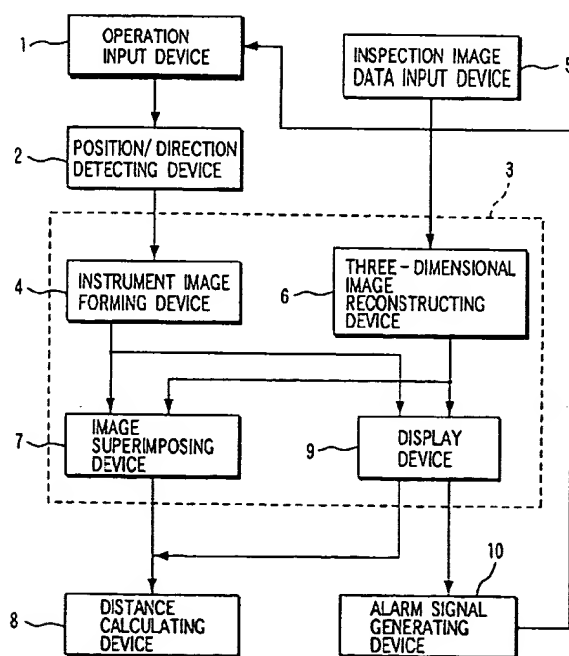 1
OPERATION
INPUT DEVICE
INSPECTION IMAGE
DATA INPUT DEVICE
5
2
POSITION/DIRECTION
DETECTING DEVICE
3
4
INSTRUMENT IMAGE
FORMING DEVICE
6
THREE-DIMENSIONAL
IMAGE
RECONSTRUCTING
DEVICE
7
IMAGE
SUPERIMPOSING
DEVICE
9
DISPLAY
DEVICE
10
8
DISTANCE
CALCULATING
DEVICE
ALARM SIGNAL
GENERATING
DEVICE